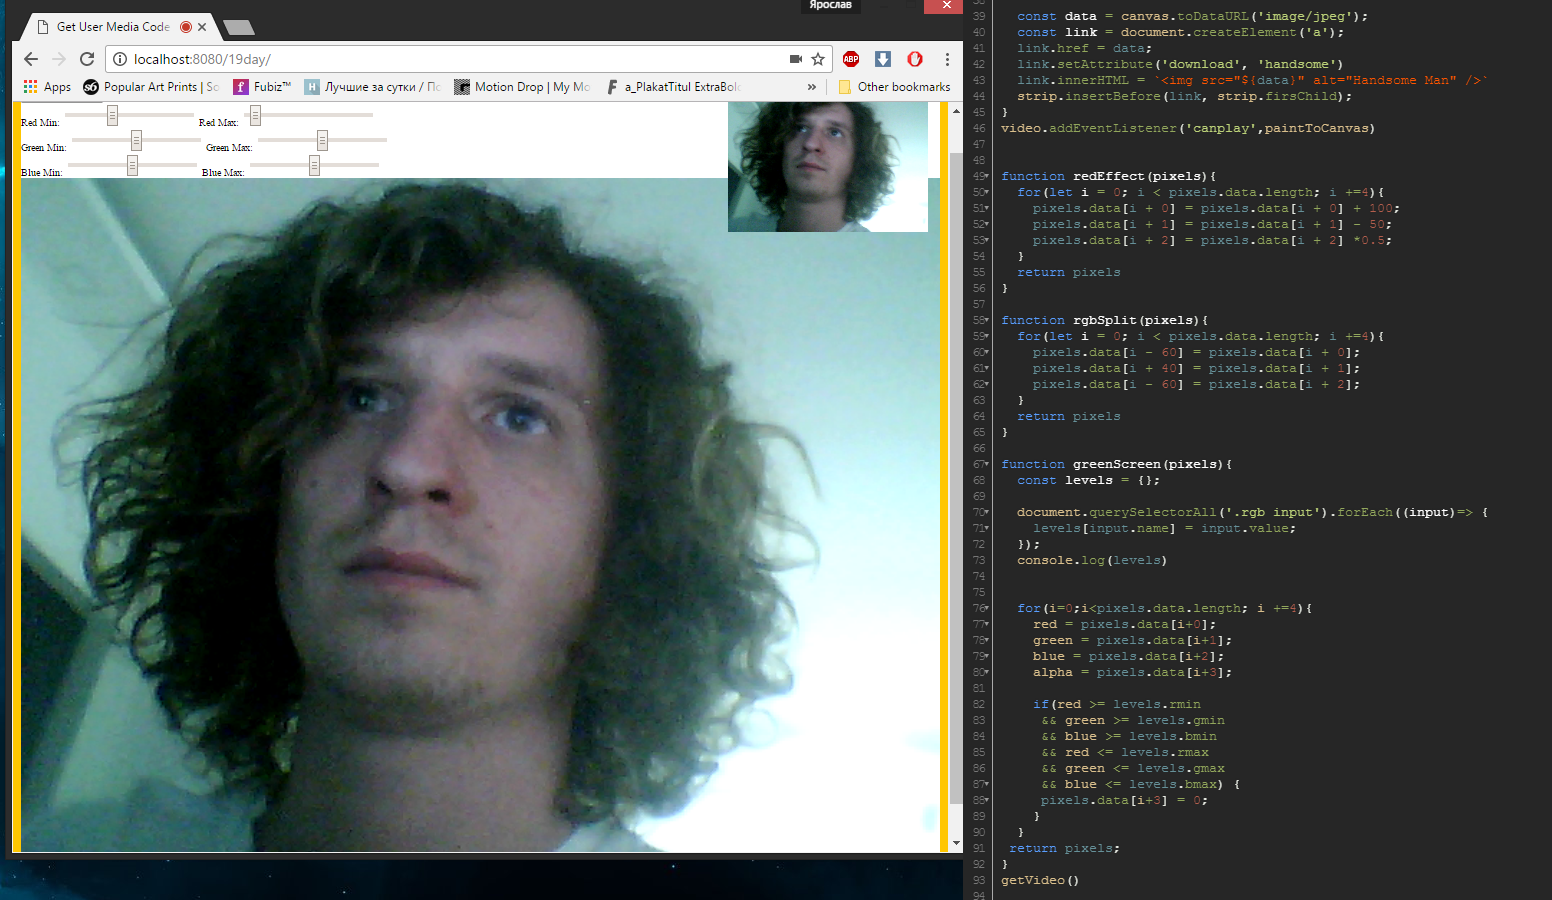 Ярослав
Get User Media Code
localhost:8080/19day/
ABP
Apps
s6 Popular Art Prints | So
f Fubiz™
H Лучшие за сутки / По
Motion Drop | My Mo
F a_PlakatTitul ExtraBold
»
Other bookmarks
Red Min: Red Max:
Green Min: Green Max:
Blue Min: Blue Max:
38
39 const data = canvas.toDataURL('image/jpeg');
40 const link = document.createElement('a');
41 link.href = data;
42 link.setAttribute('download', 'handsome')
43 link.innerHTML = `<img src="${data}" alt="Handsome Man" />`
44 strip.insertBefore(link, strip.firsChild);
45 }
46 video.addEventListener('canplay',paintToCanvas)
47
48
49 function redEffect(pixels){
50 for(let i = 0; i < pixels.data.length; i +=4){
51 pixels.data[i + 0] = pixels.data[i + 0] + 100;
52 pixels.data[i + 1] = pixels.data[i + 1] - 50;
53 pixels.data[i + 2] = pixels.data[i + 2] *0.5;
54 }
55 return pixels
56 }
57
58 function rgbSplit(pixels){
59 for(let i = 0; i < pixels.data.length; i +=4){
60 pixels.data[i - 60] = pixels.data[i + 0];
61 pixels.data[i + 40] = pixels.data[i + 1];
62 pixels.data[i - 60] = pixels.data[i + 2];
63 }
64 return pixels
65 }
66
67 function greenScreen(pixels){
68 const levels = {};
69
70 document.querySelectorAll('.rgb input').forEach((input)=> {
71 levels[input.name] = input.value;
72 });
73 console.log(levels)
74
75
76 for(i=0;i<pixels.data.length; i +=4){
77 red = pixels.data[i+0];
78 green = pixels.data[i+1];
79 blue = pixels.data[i+2];
80 alpha = pixels.data[i+3];
81
82 if(red >= levels.rmin
83 && green >= levels.gmin
84 && blue >= levels.bmin
85 && red <= levels.rmax
86 && green <= levels.gmax
87 && blue <= levels.bmax) {
88 pixels.data[i+3] = 0;
89 }
90 }
91 return pixels;
92 }
93 getVideo()
94